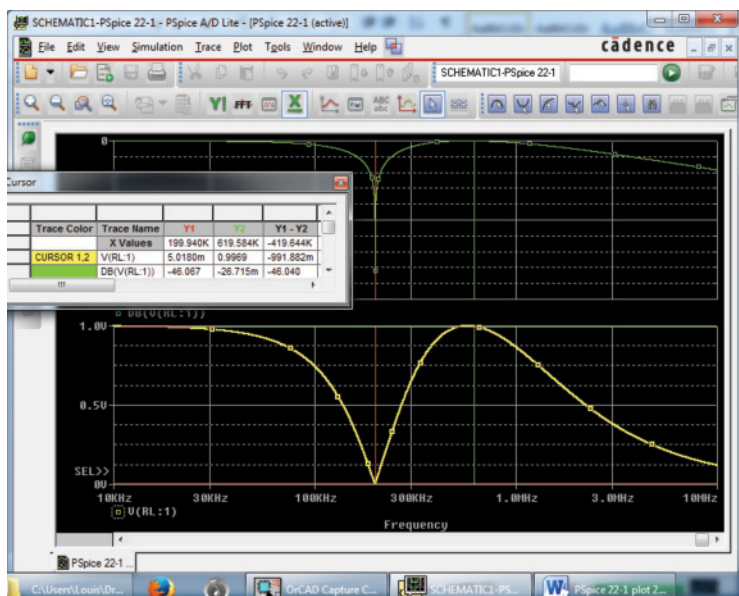 SCHEMATIC1-PSpice 22-1 - PSpice A/D Lite - [PSpice 22-1 (active)]
File Edit View Simulation Trace Plot Tools Window Help
cādence
SCHEMATIC1-PSpice 22-1
Cursor
Trace Color Trace Name Y1 Y2 Y1 - Y2
X Values 199.940K 619.584K -419.644K
CURSOR 1,2 V(RL:1) 5.0180m 0.9969 -991.882m
DB(V(RL:1)) -46.067 -26.715m -46.040
0
DB(V(RL:1))
1.0V
0.5V
SEL>>
0V
10KHz 30KHz 100KHz 300KHz 1.0MHz 3.0MHz 10MHz
V(RL:1)
Frequency
PSpice 22-1 ...
C:\Users\Louis\Dr... OrCAD Capture C... SCHEMATIC1-PS... PSpice 22-1 plot 2...